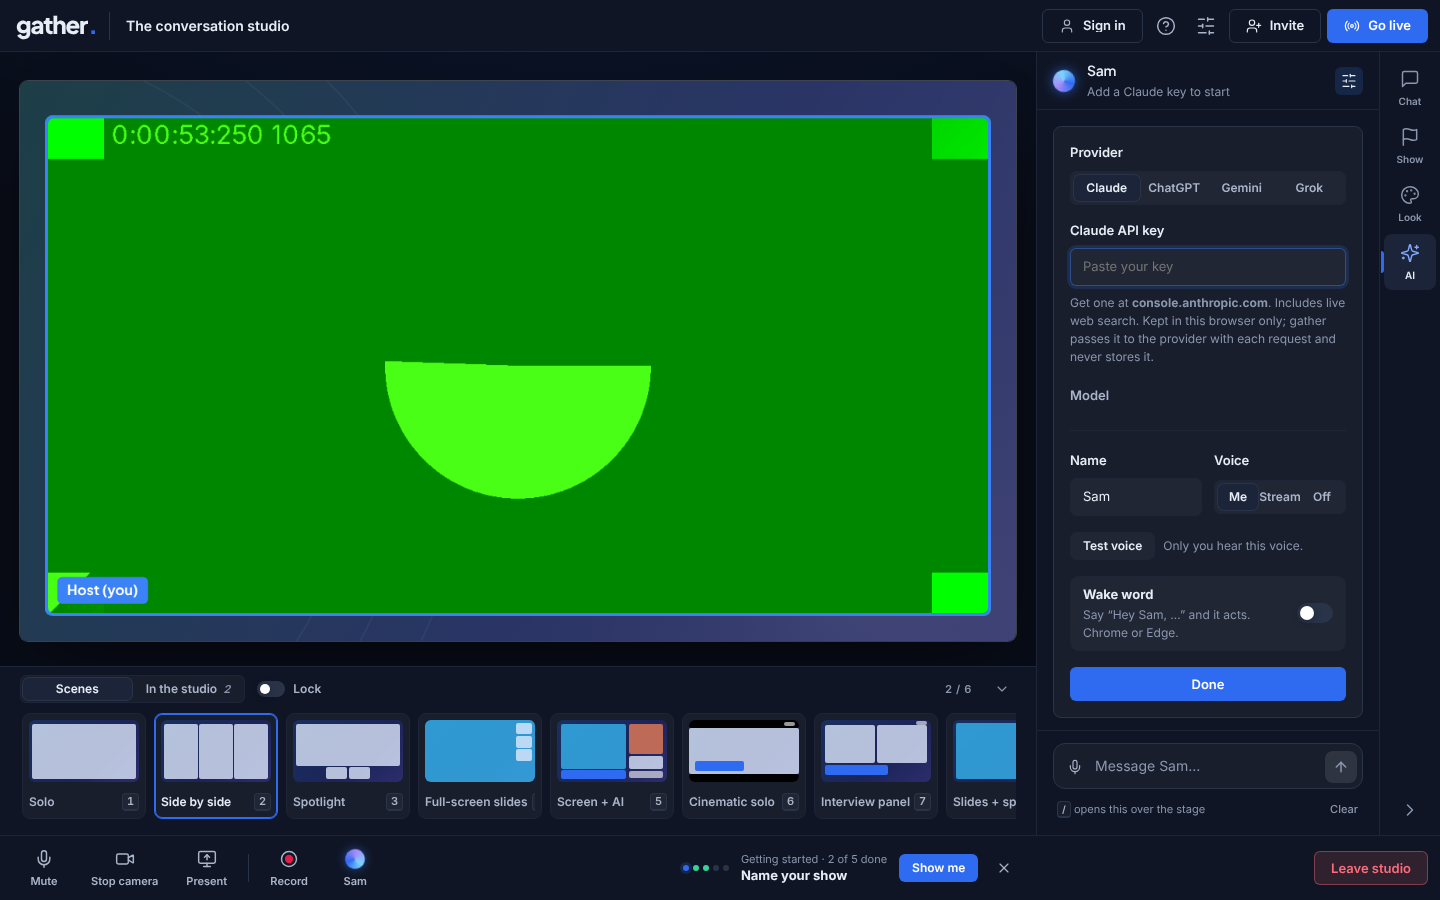 gather.
The conversation studio
Sign in
Invite
Go live
0:00:53:250 1065
Host (you)
Sam
Add a Claude key to start
Provider
Claude ChatGPT Gemini Grok
Claude API key
Paste your key
Get one at console.anthropic.com. Includes live
web search. Kept in this browser only; gather
passes it to the provider with each request and
never stores it.
Model
Name Voice
Sam Me Stream Off
Test voice Only you hear this voice.
Wake word
Say “Hey Sam, ...” and it acts.
Chrome or Edge.
Done
Message Sam...
/ opens this over the stage Clear
Chat
Show
Look
AI
Scenes In the studio 2 Lock 2 / 6
Solo 1
Side by side 2
Spotlight 3
Full-screen slides
Screen + AI 5
Cinematic solo 6
Interview panel 7
Slides + sp
Mute
Stop camera
Present
Record
Sam
Getting started · 2 of 5 done
Name your show
Show me
Leave studio